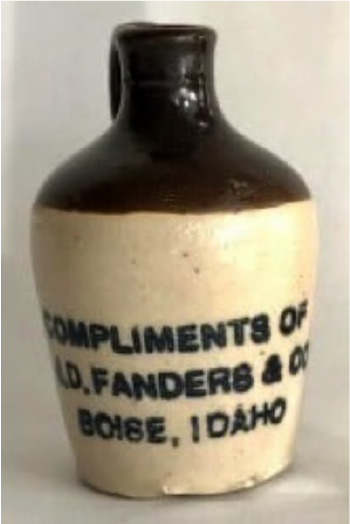 COMPLIMENTS OF
.D. FANDERS & CO
BOISE, IDAHO